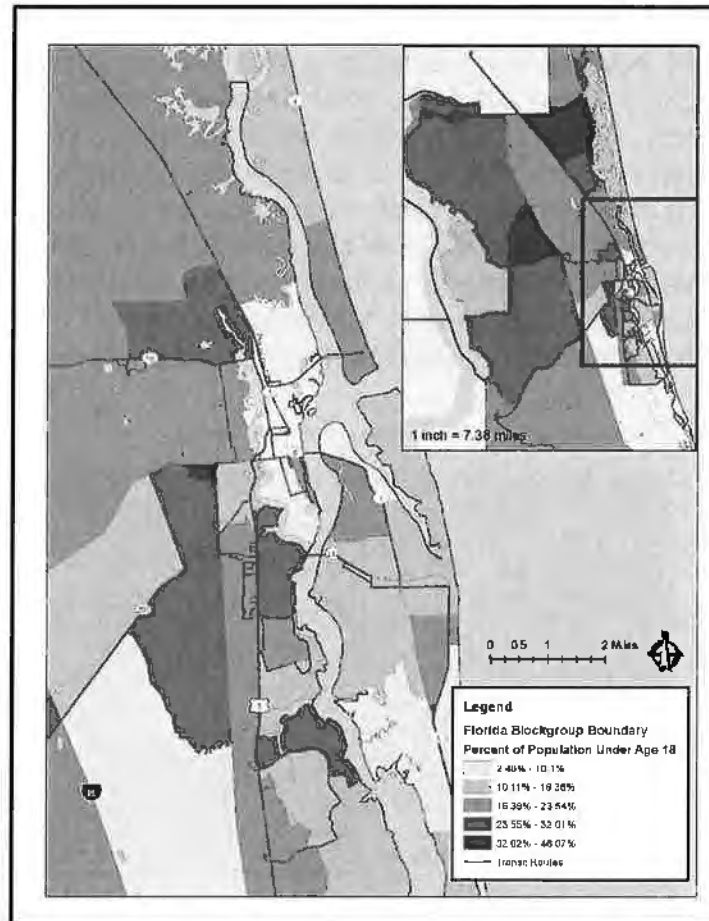 1 inch = 7.38 miles
0 0.5 1 2 Miles
Legend
Florida Blockgroup Boundary
Percent of Population Under Age 18
2.40% - 10.1%
10.11% - 16.38%
16.39% - 23.54%
23.55% - 32.01%
32.02% - 46.07%
Transit Routes